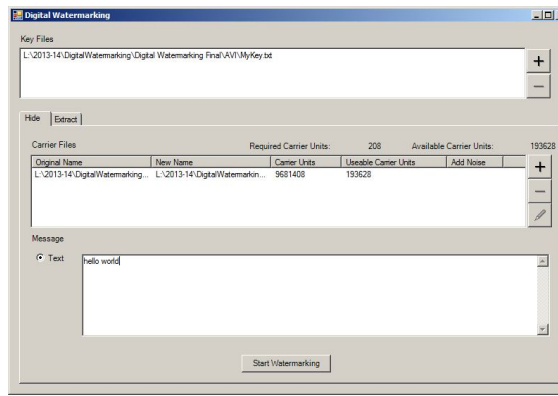 Digital Watermarking
Key Files
L:\2013-14\DigitalWatermarking\Digital Watermarking Final\AVI\MyKey.txt
Hide Extract
Carrier Files Required Carrier Units: 208 Available Carrier Units: 193628
Original Name New Name Carrier Units Useable Carrier Units Add Noise
L:\2013-14\DigitalWatermarking... L:\2013-14\DigitalWatermarkin... 9681408 193628
Message
Text hello world
Start Watermarking